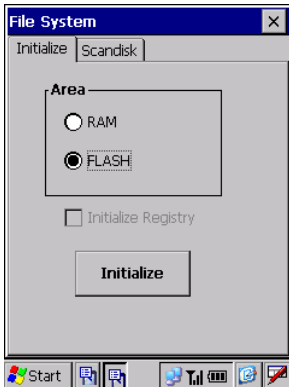 File System
Initialize Scandisk
Area
RAM
FLASH
Initialize Registry
Initialize
Start